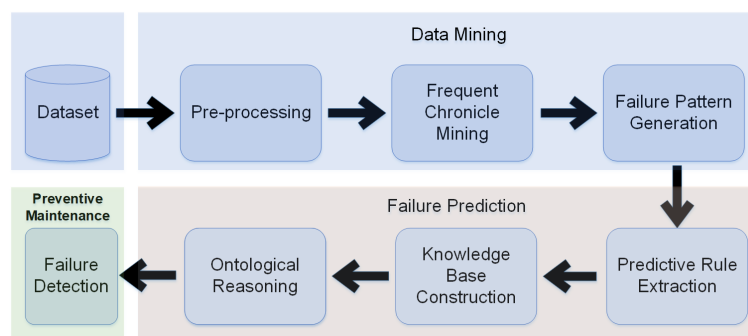 Data Mining
Dataset
Pre-processing
Frequent
Chronicle
Mining
Failure Pattern
Generation
Preventive
Maintenance
Failure Prediction
Failure
Detection
Ontological
Reasoning
Knowledge
Base
Construction
Predictive Rule
Extraction